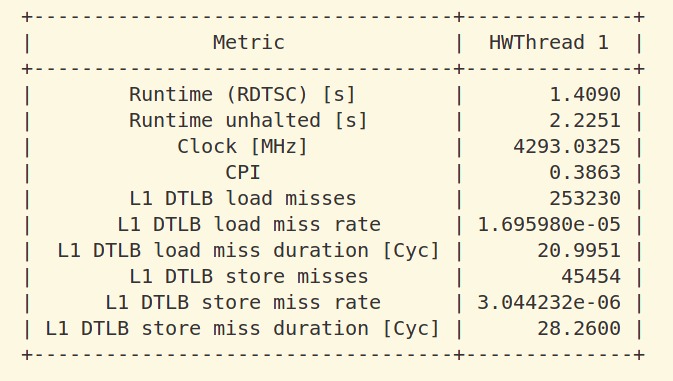 +-----------------------------------+--------------+
|               Metric              |  HWThread 1  |
+-----------------------------------+--------------+
|        Runtime (RDTSC) [s]        |       1.4090 |
|        Runtime unhalted [s]       |       2.2251 |
|            Clock [MHz]            |    4293.0325 |
|                CPI                |       0.3863 |
|        L1 DTLB load misses        |       253230 |
|       L1 DTLB load miss rate      | 1.695980e-05 |
|  L1 DTLB load miss duration [Cyc] |      20.9951 |
|        L1 DTLB store misses       |        45454 |
|      L1 DTLB store miss rate      | 3.044232e-06 |
| L1 DTLB store miss duration [Cyc] |      28.2600 |
+-----------------------------------+--------------+